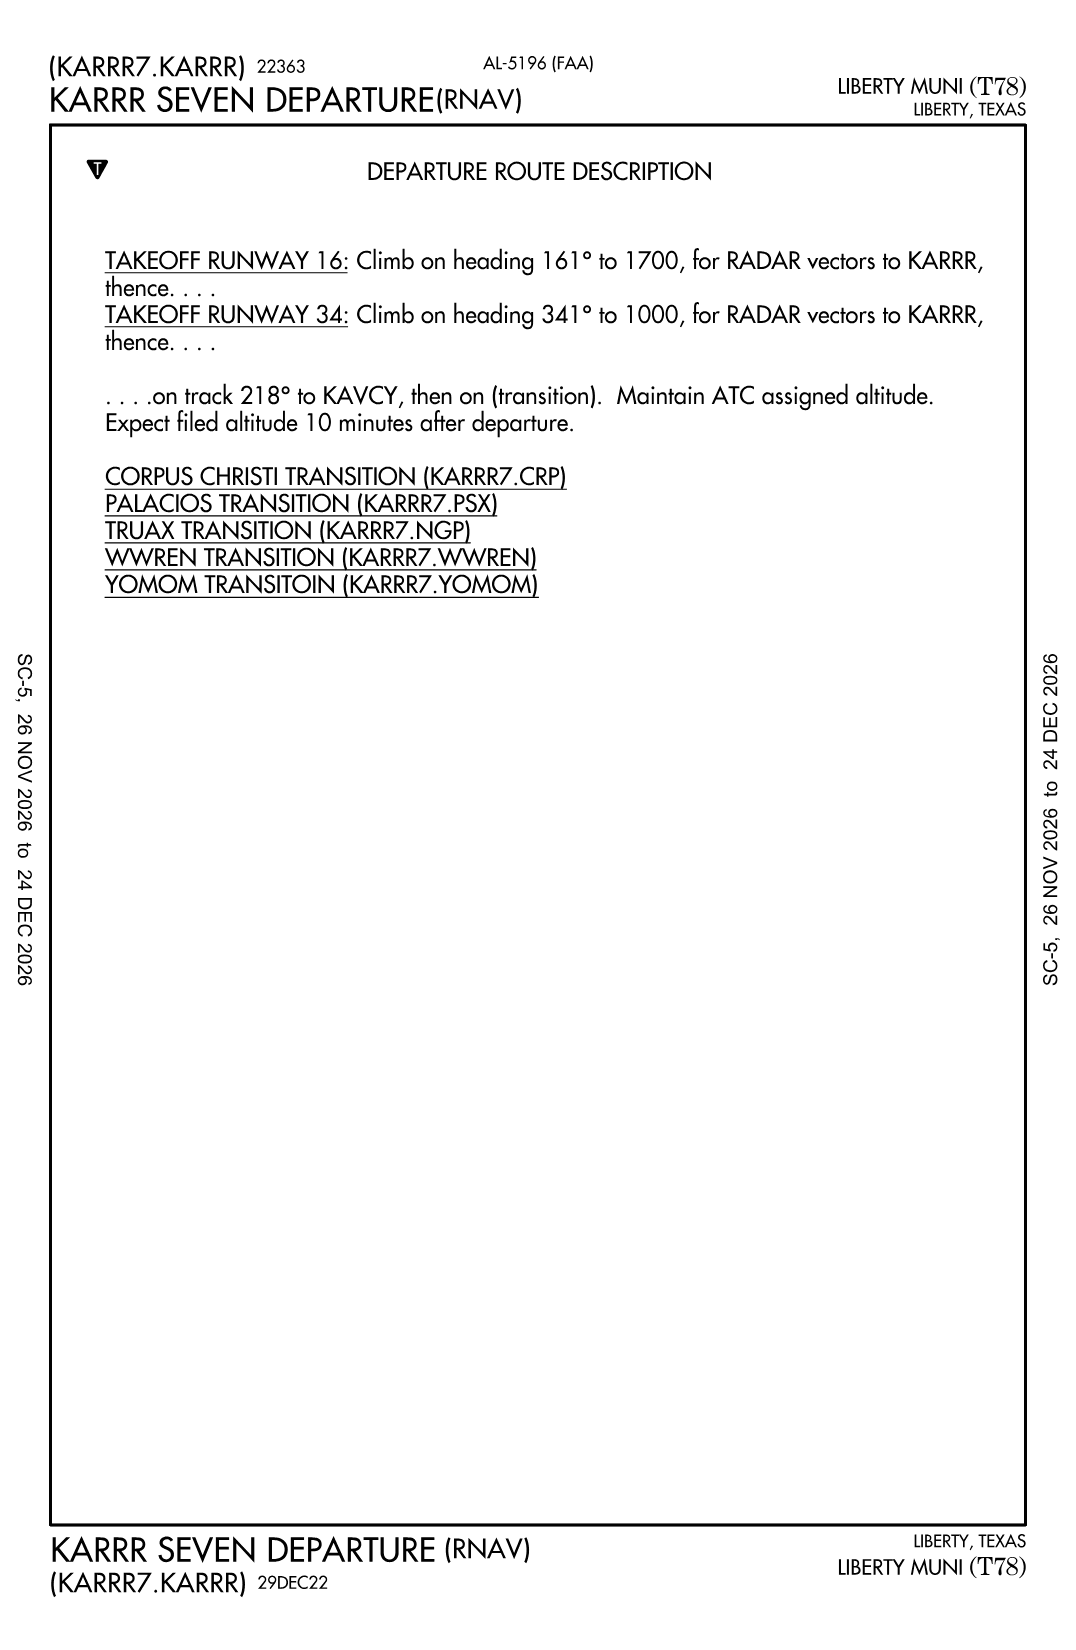 (KARRR7.KARRR) 22363
AL-5196 (FAA)
KARRR SEVEN DEPARTURE(RNAV)
LIBERTY MUNI (T78)
LIBERTY, TEXAS
T
DEPARTURE ROUTE DESCRIPTION
TAKEOFF RUNWAY 16: Climb on heading 161° to 1700, for RADAR vectors to KARRR,
thence. . . .
TAKEOFF RUNWAY 34: Climb on heading 341° to 1000, for RADAR vectors to KARRR,
thence. . . .
. . . .on track 218° to KAVCY, then on (transition). Maintain ATC assigned altitude.
Expect filed altitude 10 minutes after departure.
CORPUS CHRISTI TRANSITION (KARRR7.CRP)
PALACIOS TRANSITION (KARRR7.PSX)
TRUAX TRANSITION (KARRR7.NGP)
WWREN TRANSITION (KARRR7.WWREN)
YOMOM TRANSITOIN (KARRR7.YOMOM)
SC-5, 26 NOV 2026 to 24 DEC 2026
SC-5, 26 NOV 2026 to 24 DEC 2026
KARRR SEVEN DEPARTURE (RNAV)
(KARRR7.KARRR) 29DEC22
LIBERTY, TEXAS
LIBERTY MUNI (T78)